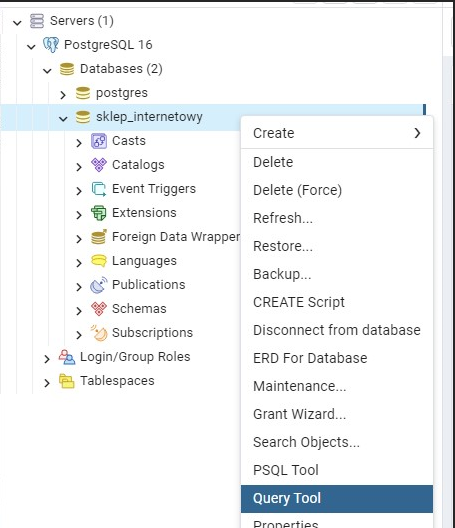 Servers (1)
PostgreSQL 16
Databases (2)
postgres
sklep_internetowy
Casts
Catalogs
Event Triggers
Extensions
Foreign Data Wrapper
Languages
Publications
Schemas
Subscriptions
Login/Group Roles
Tablespaces
Create
Delete
Delete (Force)
Refresh...
Restore...
Backup...
CREATE Script
Disconnect from database
ERD For Database
Maintenance...
Grant Wizard...
Search Objects...
PSQL Tool
Query Tool
Properties